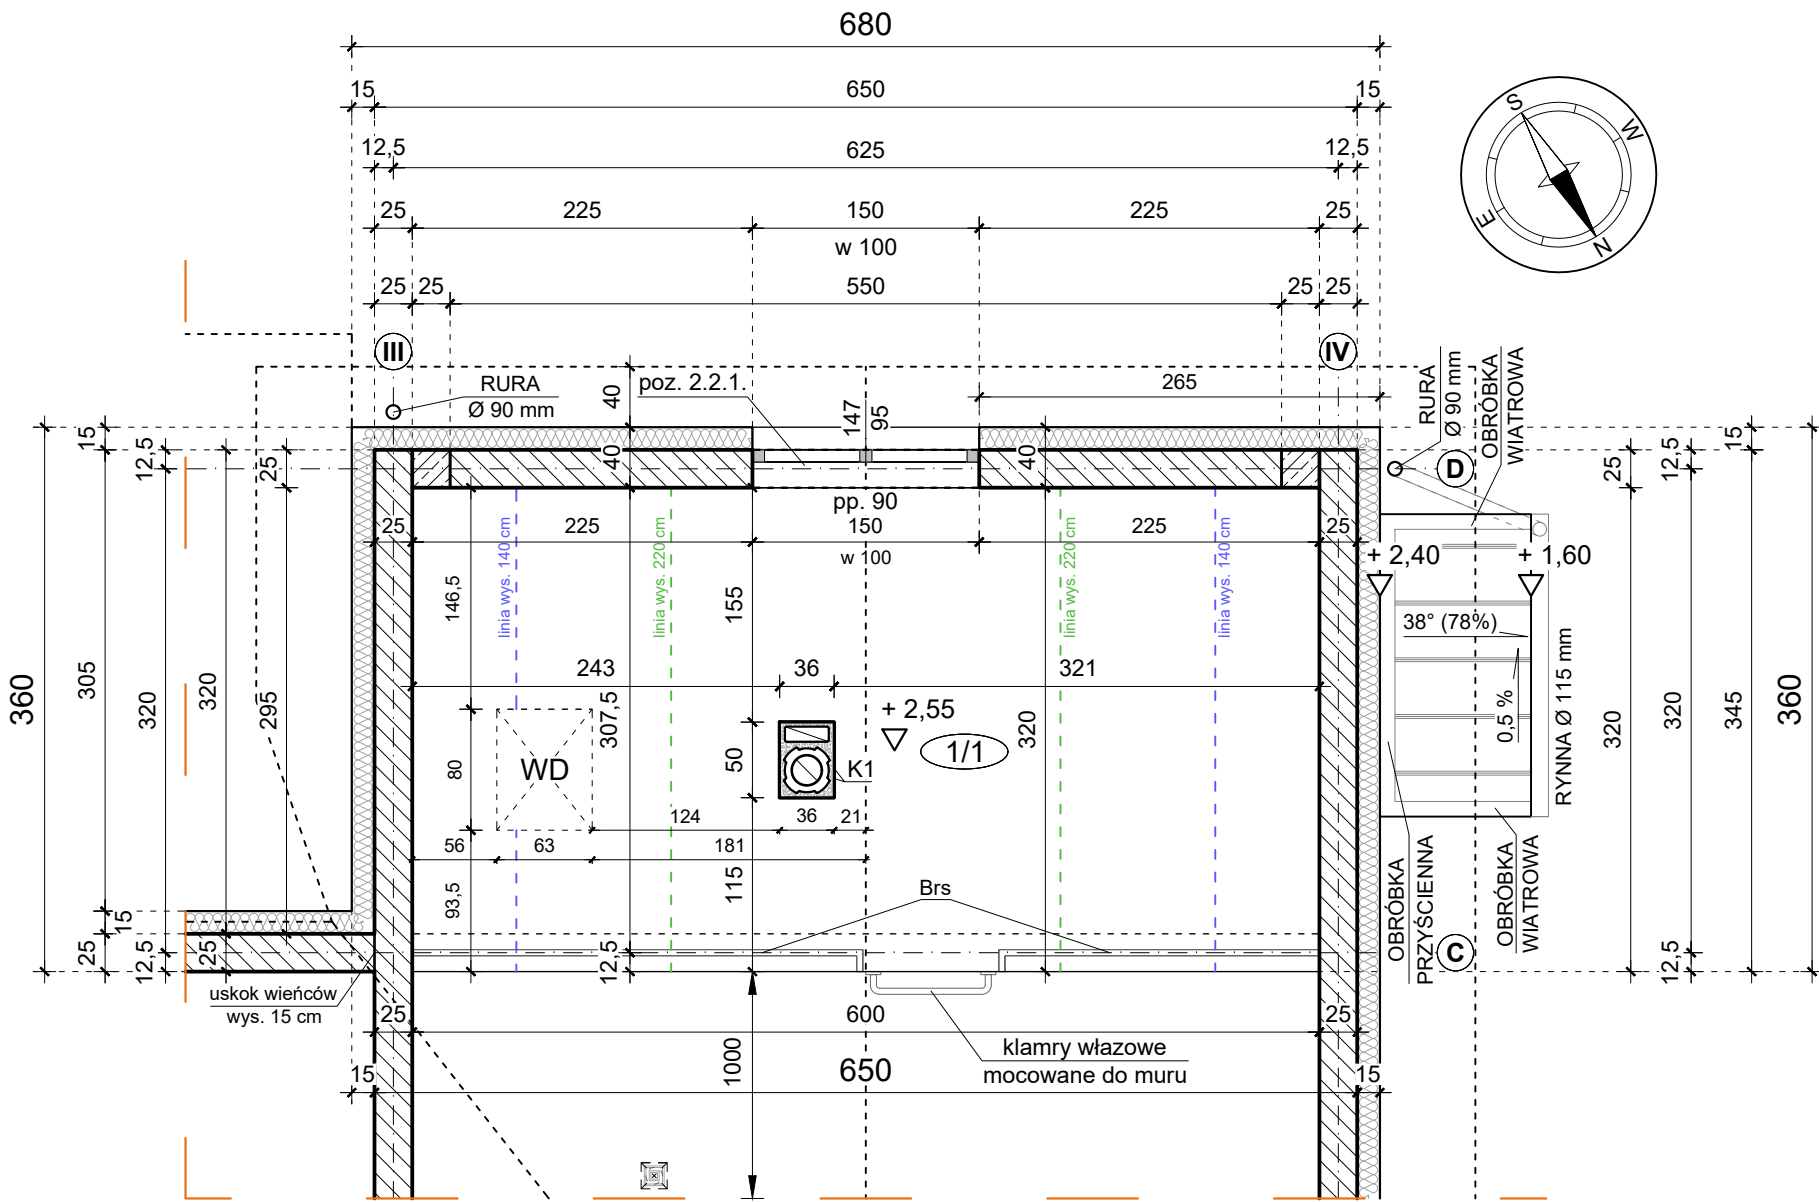 680
15 650 15
12,5 625 12,5
25 225 150 225 25
w 100
25 25 550 25 25
S
W
E
N
III
IV
RURA
Ø 90 mm
40
poz. 2.2.1.
147
95
265
RURA
Ø 90 mm
OBRÓBKA
WIATROWA
15
12,5
25
40
40
D
25
12,5
15
pp. 90
25 225 150 225 25
w 100
linia wys. 140 cm
linia wys. 220 cm
linia wys. 220 cm
linia wys. 140 cm
+ 2,40
+ 1,60
146,5
155
38° (78%)
0,5 %
RYNNA Ø 115 mm
243 36 321
360
305
320
320
295
307,5
+ 2,55
1/1
320
320
320
345
360
80
WD
50
K1
124 36 21
56 63 181
93,5
115
Brs
OBRÓBKA
PRZYŚCIENNA
OBRÓBKA
WIATROWA
15
25
12,5
25
12,5
C
12,5
uskok wieńców
wys. 15 cm
25 600 25
klamry włazowe
mocowane do muru
1000
15 650 15